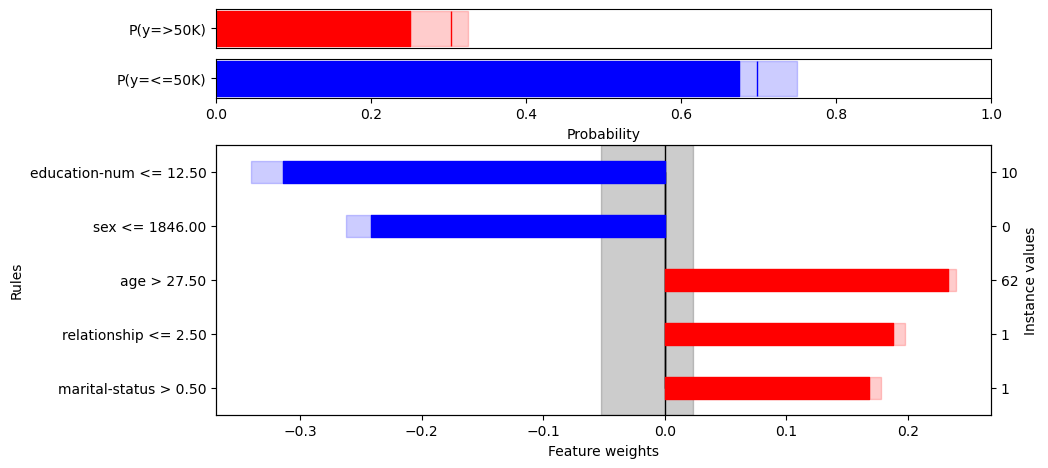 P(y=>50K)
P(y=<=50K)
0.0 0.2 0.4 0.6 0.8 1.0
Probability
education-num <= 12.50 10
sex <= 1846.00 0
age > 27.50 62
relationship <= 2.50 1
marital-status > 0.50 1
Rules
Instance values
−0.3 −0.2 −0.1 0.0 0.1 0.2
Feature weights